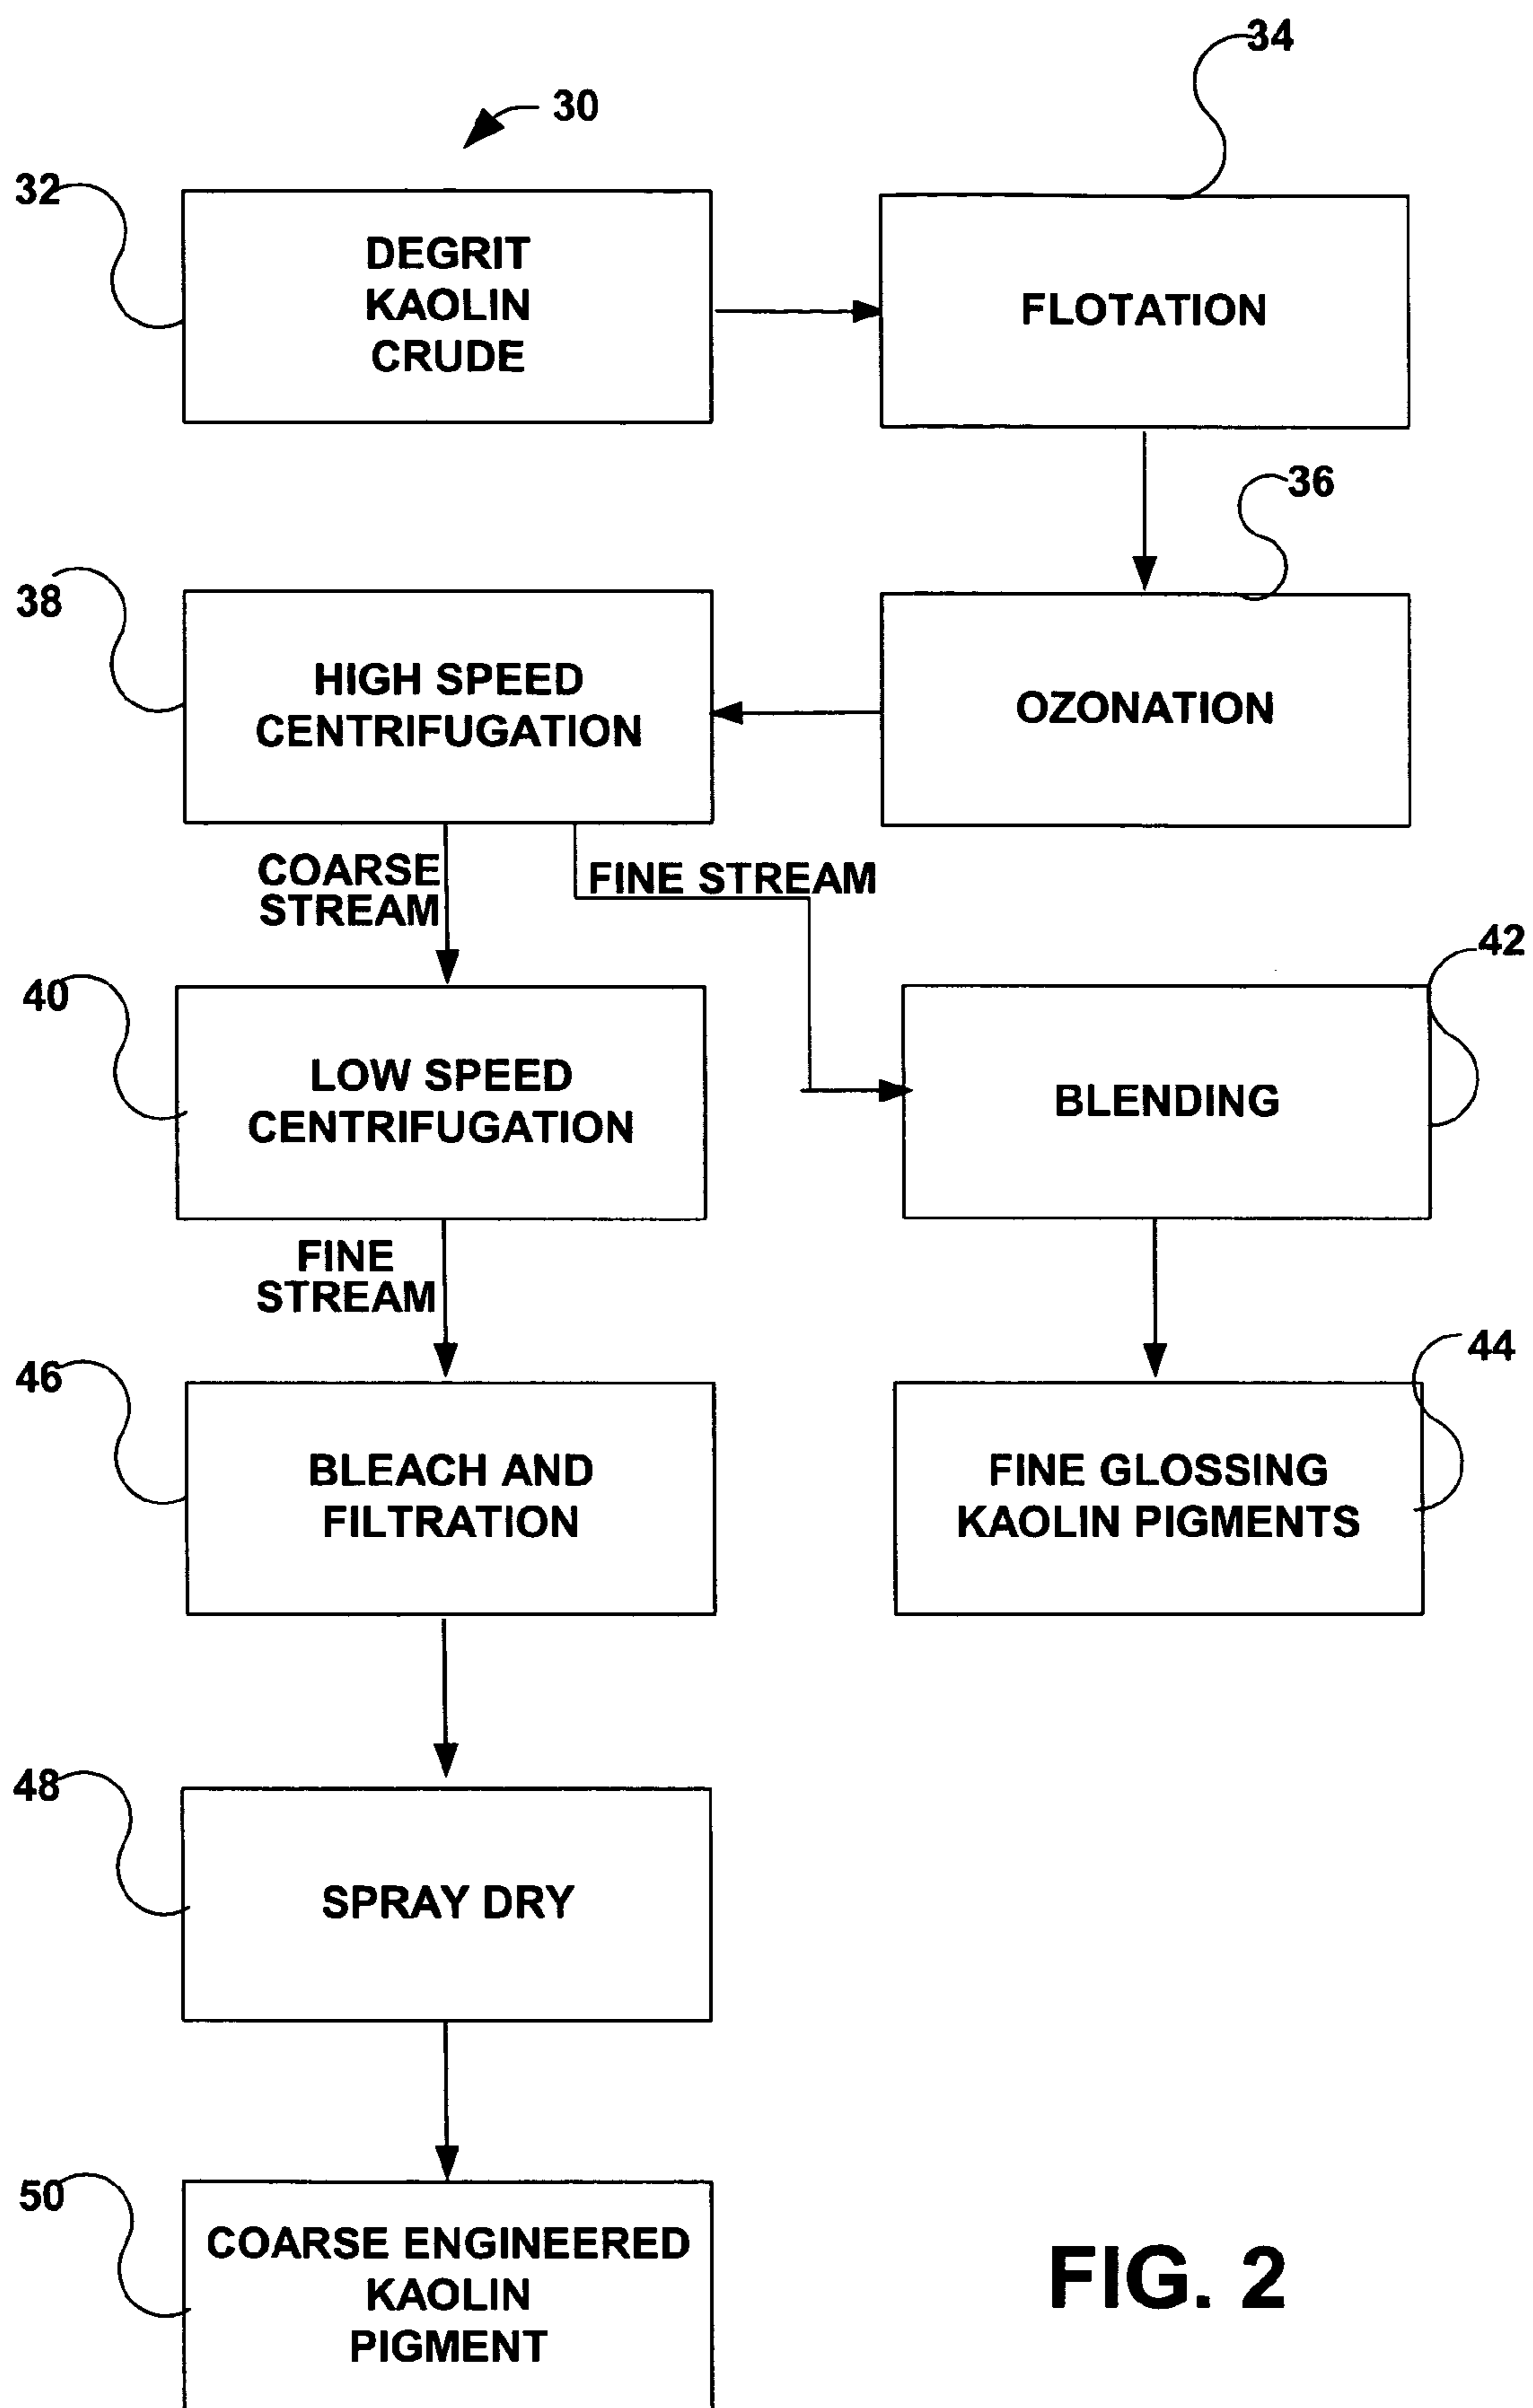 34
30
32
DEGRIT
KAOLIN
CRUDE
FLOTATION
36
38
HIGH SPEED
CENTRIFUGATION
OZONATION
COARSE
STREAM
FINE STREAM
42
40
LOW SPEED
CENTRIFUGATION
BLENDING
FINE
STREAM
44
46
BLEACH AND
FILTRATION
FINE GLOSSING
KAOLIN PIGMENTS
48
SPRAY DRY
50
COARSE ENGINEERED
KAOLIN
PIGMENT
FIG. 2